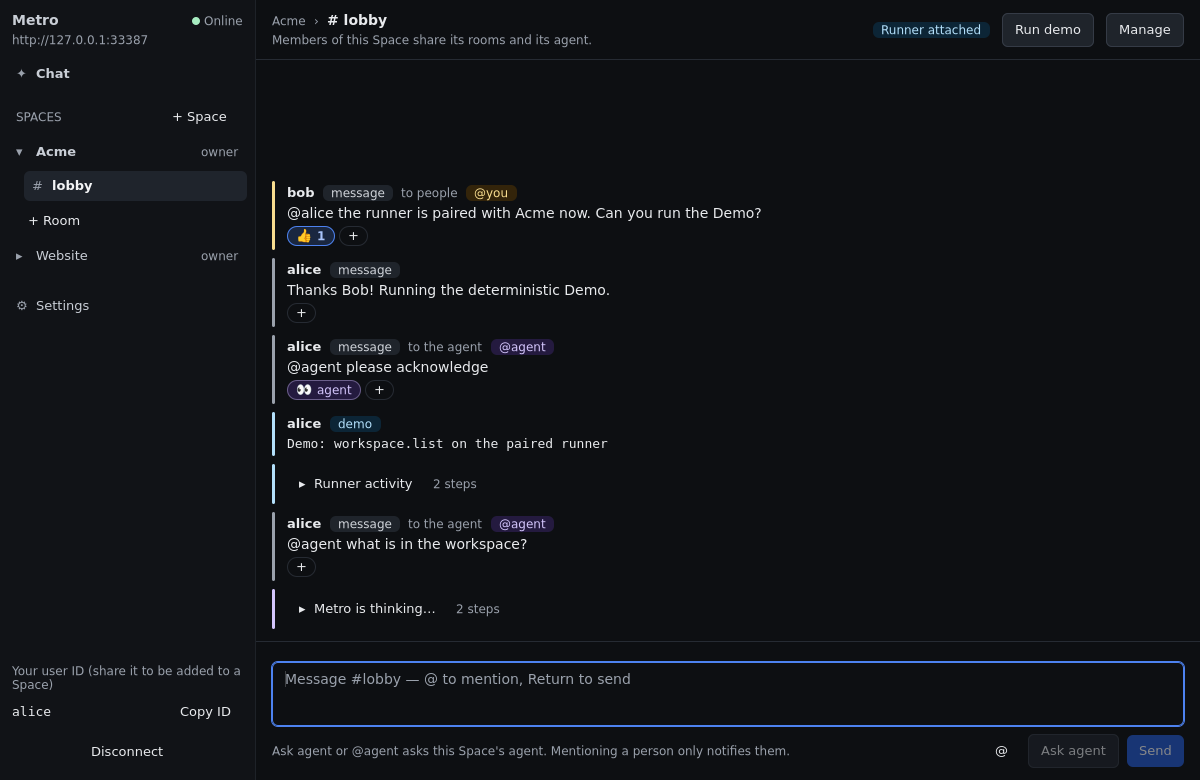 Metro
Online
http://127.0.0.1:33387
Chat
SPACES
+ Space
Acme
owner
# lobby
+ Room
Website
owner
Settings
Your user ID (share it to be added to a
Space)
alice
Copy ID
Disconnect
Acme › # lobby
Members of this Space share its rooms and its agent.
Runner attached
Run demo
Manage
bob message to people @you
@alice the runner is paired with Acme now. Can you run the Demo?
👍 1 +
alice message
Thanks Bob! Running the deterministic Demo.
+
alice message to the agent @agent
@agent please acknowledge
👀 agent +
alice demo
Demo: workspace.list on the paired runner
Runner activity 2 steps
alice message to the agent @agent
@agent what is in the workspace?
+
Metro is thinking… 2 steps
Message #lobby — @ to mention, Return to send
Ask agent or @agent asks this Space's agent. Mentioning a person only notifies them.
@
Ask agent
Send